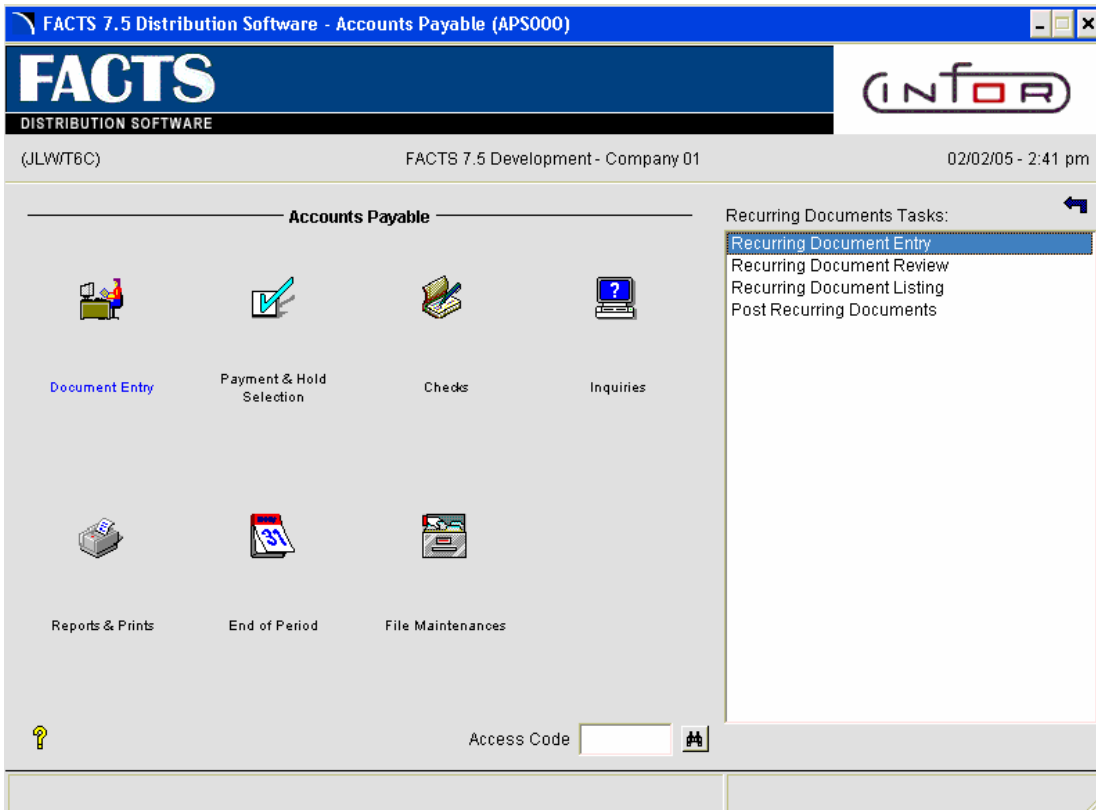 FACTS 7.5 Distribution Software - Accounts Payable (APS000)
FACTS
DISTRIBUTION SOFTWARE
infor
(JLW/T6C)
FACTS 7.5 Development - Company 01
02/02/05 - 2:41 pm
Accounts Payable
Document Entry
Payment & Hold
Selection
Checks
Inquiries
31
Reports & Prints
End of Period
File Maintenances
Recurring Documents Tasks:
Recurring Document Entry
Recurring Document Review
Recurring Document Listing
Post Recurring Documents
Access Code